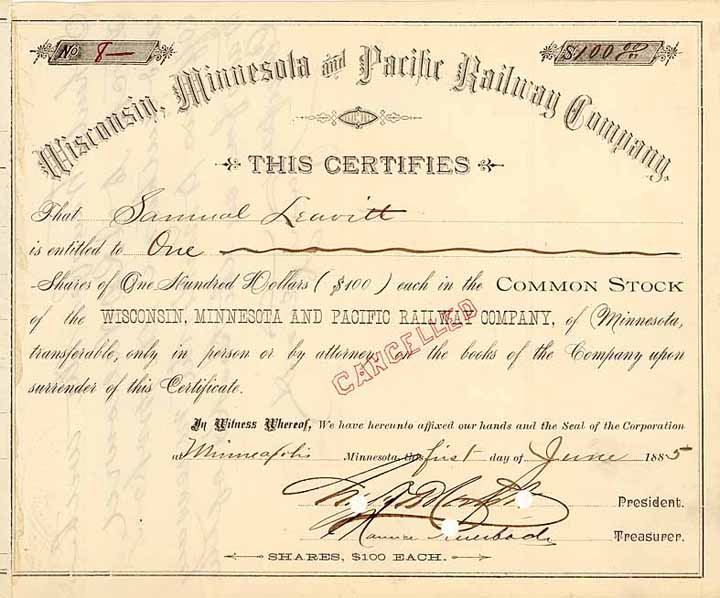 No 8—
$100 00/xx
Wisconsin, Minnesota and Pacific Railway Company.
THIS CERTIFIES
That Samuel Leavitt
is entitled to One
Shares of One Hundred Dollars ($100) each in the COMMON STOCK
of the WISCONSIN, MINNESOTA AND PACIFIC RAILWAY COMPANY, of Minnesota,
transferable, only in person or by attorney on the books of the Company upon
surrender of this Certificate.
CANCELLED
In Witness Whereof, We have hereunto affixed our hands and the Seal of the Corporation
at Minneapolis Minnesota this first day of June 1885
President.
Treasurer.
SHARES, $100 EACH.